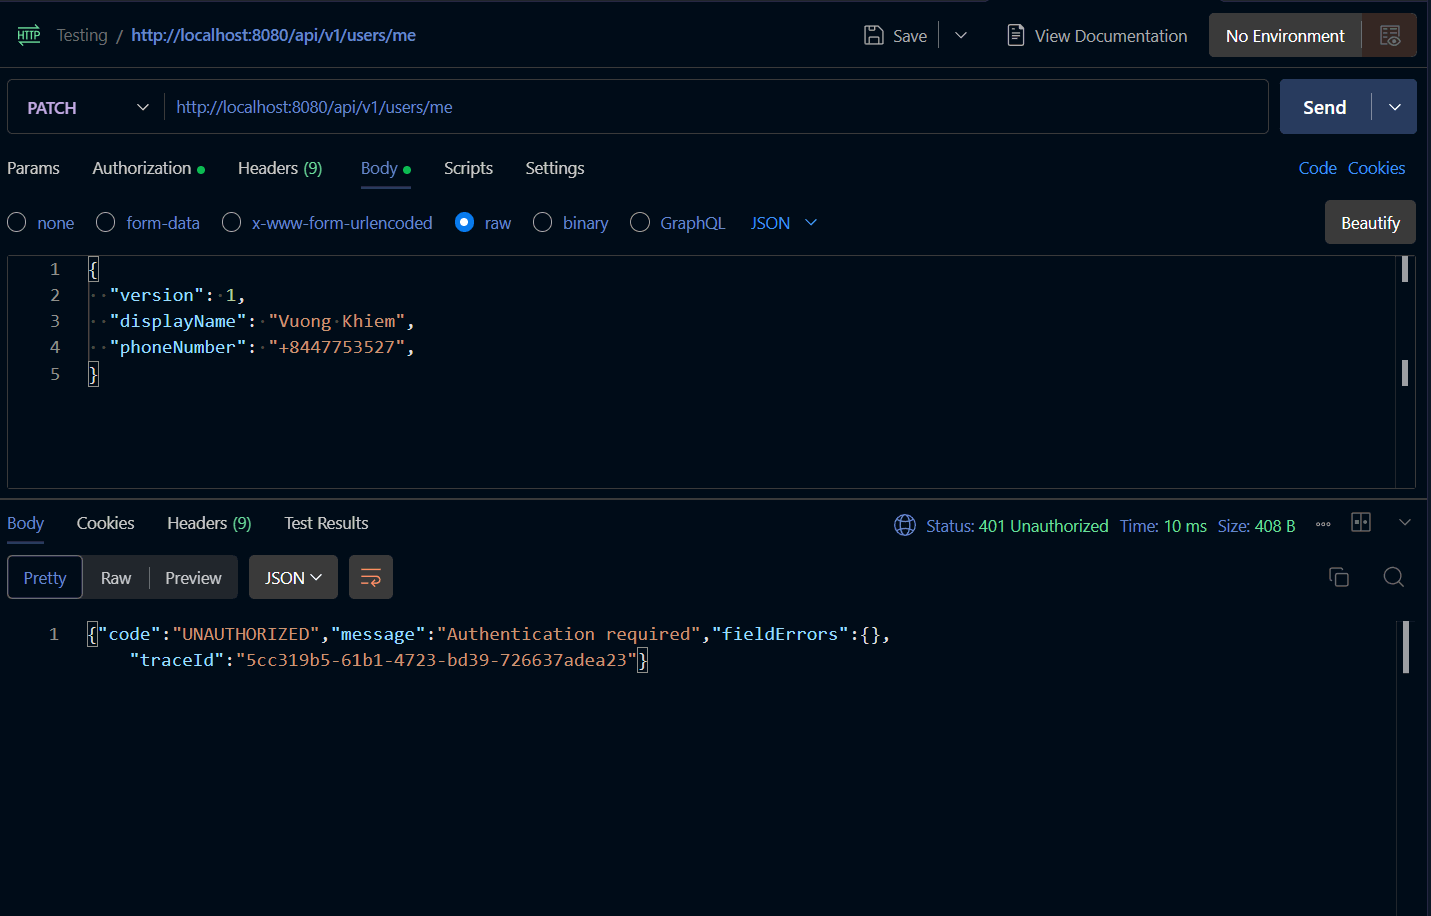 HTTP Testing / http://localhost:8080/api/v1/users/me Save View Documentation No Environment
PATCH http://localhost:8080/api/v1/users/me Send
Params Authorization Headers (9) Body Scripts Settings Code Cookies
none form-data x-www-form-urlencoded raw binary GraphQL JSON Beautify
1 {
2 "version": 1,
3 "displayName": "Vuong Khiem",
4 "phoneNumber": "+8447753527",
5 }
Body Cookies Headers (9) Test Results Status: 401 Unauthorized Time: 10 ms Size: 408 B
Pretty Raw Preview JSON
1 {"code":"UNAUTHORIZED","message":"Authentication required","fieldErrors":{},
"traceId":"5cc319b5-61b1-4723-bd39-726637adea23"}